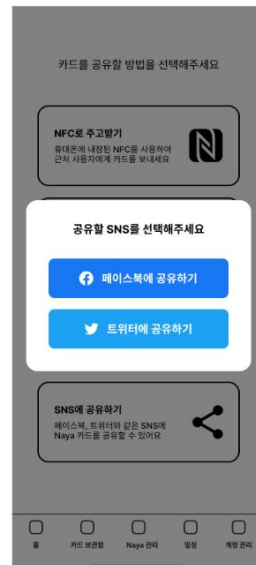 카드를 공유할 방법을 선택해주세요
NFC로 주고받기
휴대폰에 내장된 NFC를 사용하여
근처 사용자에게 카드를 보내세요
공유할 SNS를 선택해주세요
페이스북에 공유하기
트위터에 공유하기
SNS에 공유하기
페이스북, 트위터와 같은 SNS에
Naya 카드를 공유할 수 있어요
홈 카드 보관함 Naya 관리 일정 계정 관리